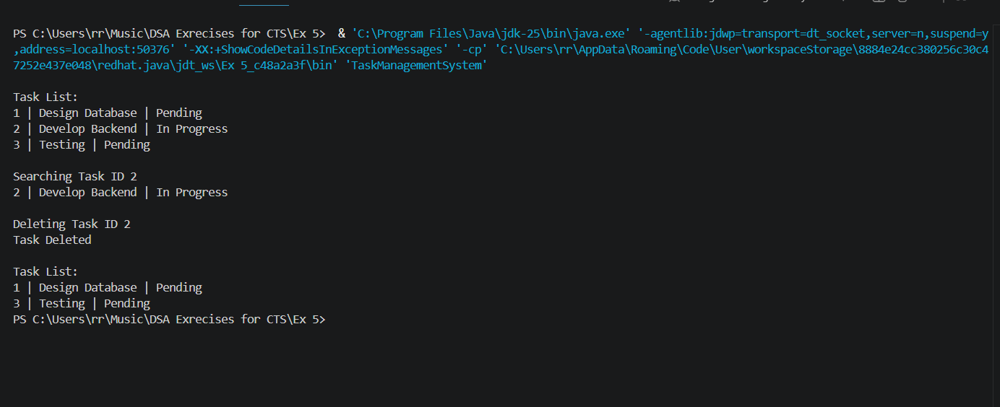 PS C:\Users\rr\Music\DSA Exrecises for CTS\Ex 5>  & 'C:\Program Files\Java\jdk-25\bin\java.exe' '-agentlib:jdwp=transport=dt_socket,server=n,suspend=y
,address=localhost:50376' '-XX:+ShowCodeDetailsInExceptionMessages' '-cp' 'C:\Users\rr\AppData\Roaming\Code\User\workspaceStorage\8884e24cc380256c30c4
7252e437e048\redhat.java\jdt_ws\Ex 5_c48a2a3f\bin' 'TaskManagementSystem'
Task List:
1 | Design Database | Pending
2 | Develop Backend | In Progress
3 | Testing | Pending
Searching Task ID 2
2 | Develop Backend | In Progress
Deleting Task ID 2
Task Deleted
Task List:
1 | Design Database | Pending
3 | Testing | Pending
PS C:\Users\rr\Music\DSA Exrecises for CTS\Ex 5>